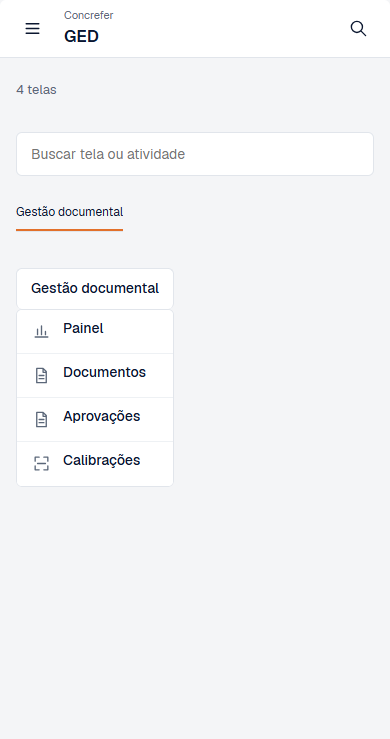 Concrefer
GED
4 telas
Buscar tela ou atividade
Gestão documental
Gestão documental
Painel
Documentos
Aprovações
Calibrações